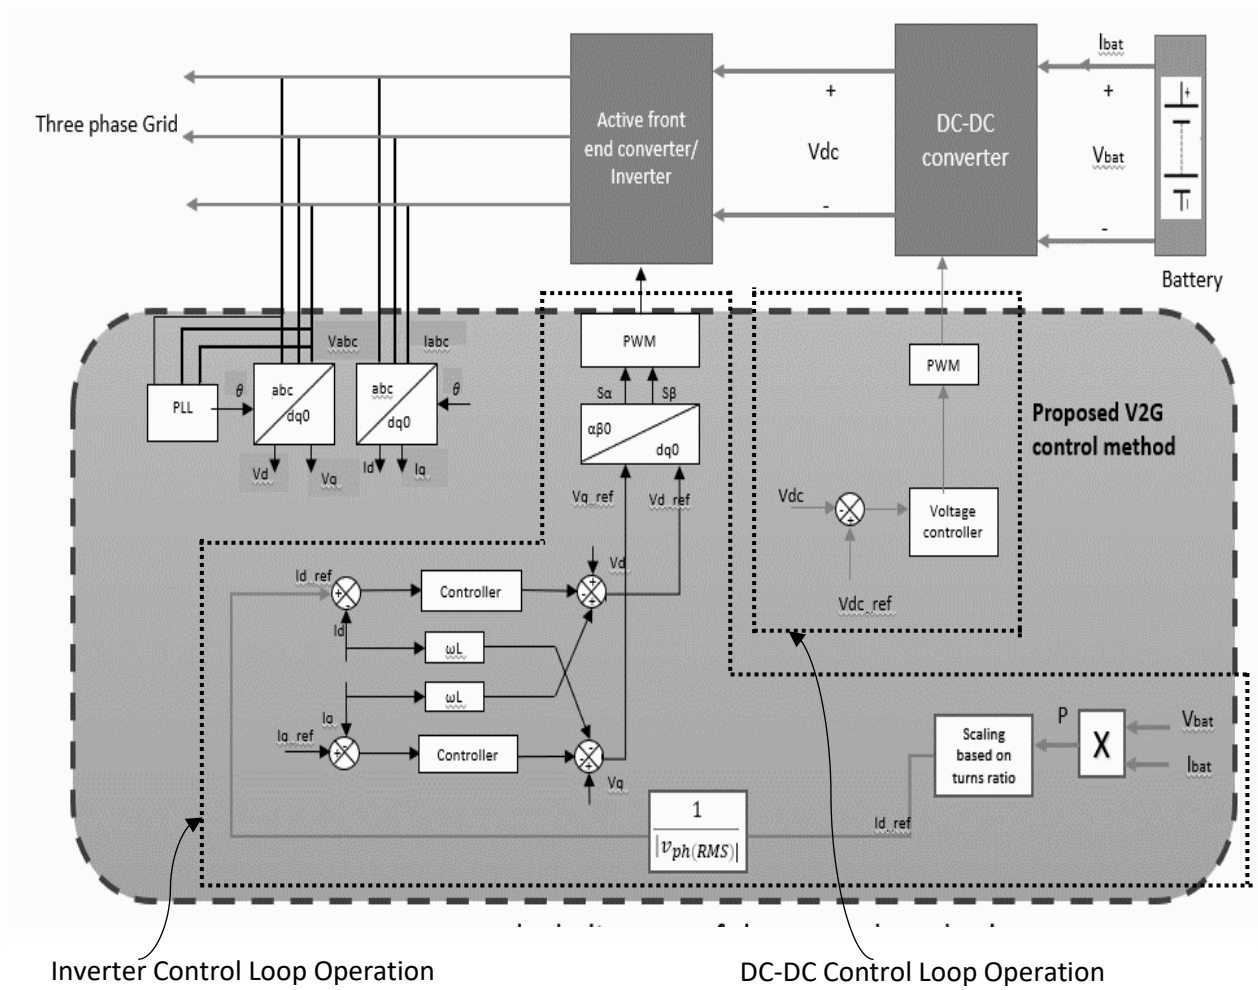 Three phase Grid
Active front
end converter/
Inverter
+
Vdc
-
DC-DC
converter
Ibat
+
Vbat
-
Battery
Vabc
Iabc
PLL
θ
abc
dq0
abc
dq0
θ
Vd
Vq
Id
Iq
PWM
Sα
Sβ
αβ0
dq0
Vq_ref
Vd_ref
PWM
Proposed V2G
control method
Vdc
-
+
Voltage
controller
Vdc_ref
Id_ref
+
-
Id
Controller
Vd
+
-
+
ωL
ωL
Iq
Iq_ref
+
-
Controller
-
-
+
Vq
Scaling
based on
turns ratio
P
X
Vbat
Ibat
Id_ref
1
|vph(RMS)|
Inverter Control Loop Operation
DC-DC Control Loop Operation